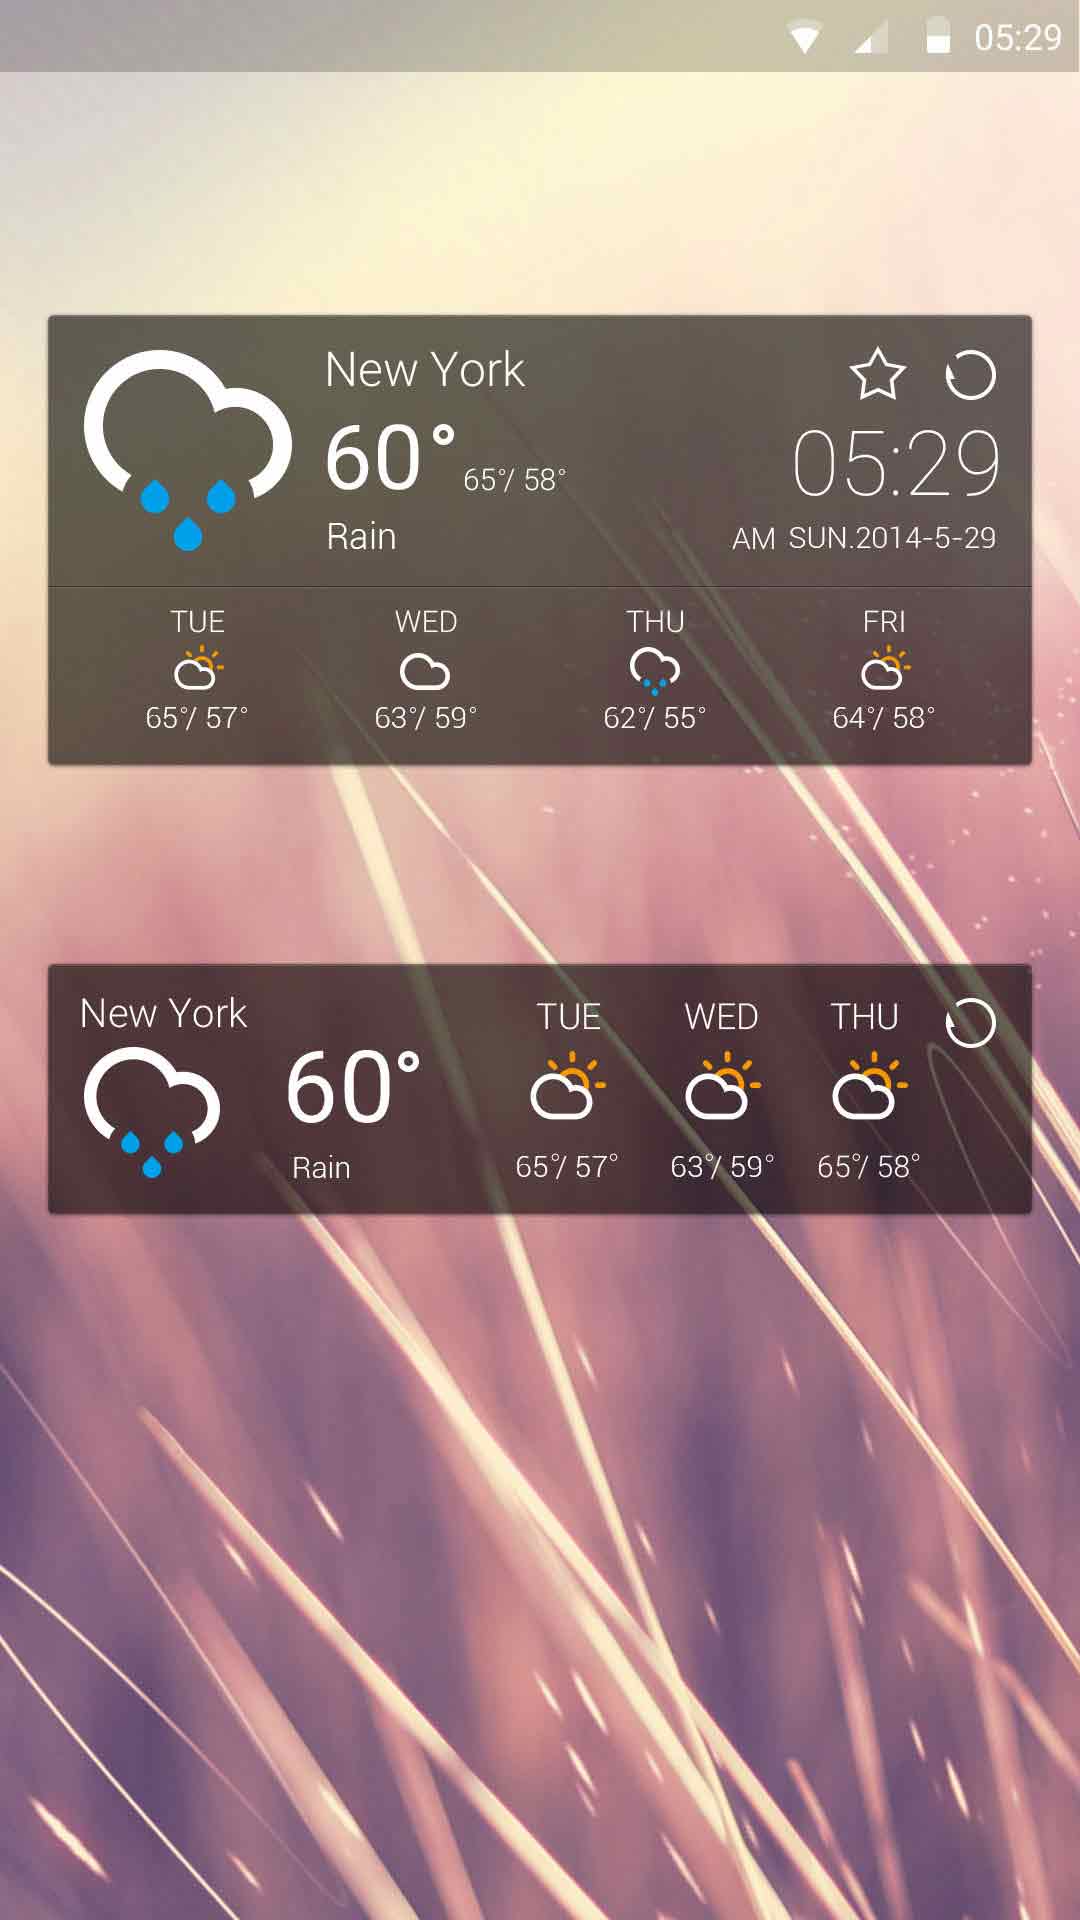 05:29
New York
60° 65°/ 58°
Rain
05:29
AM SUN.2014-5-29
TUE WED THU FRI
65°/ 57° 63°/ 59° 62°/ 55° 64°/ 58°
New York
60°
Rain
TUE WED THU
65°/ 57° 63°/ 59° 65°/ 58°